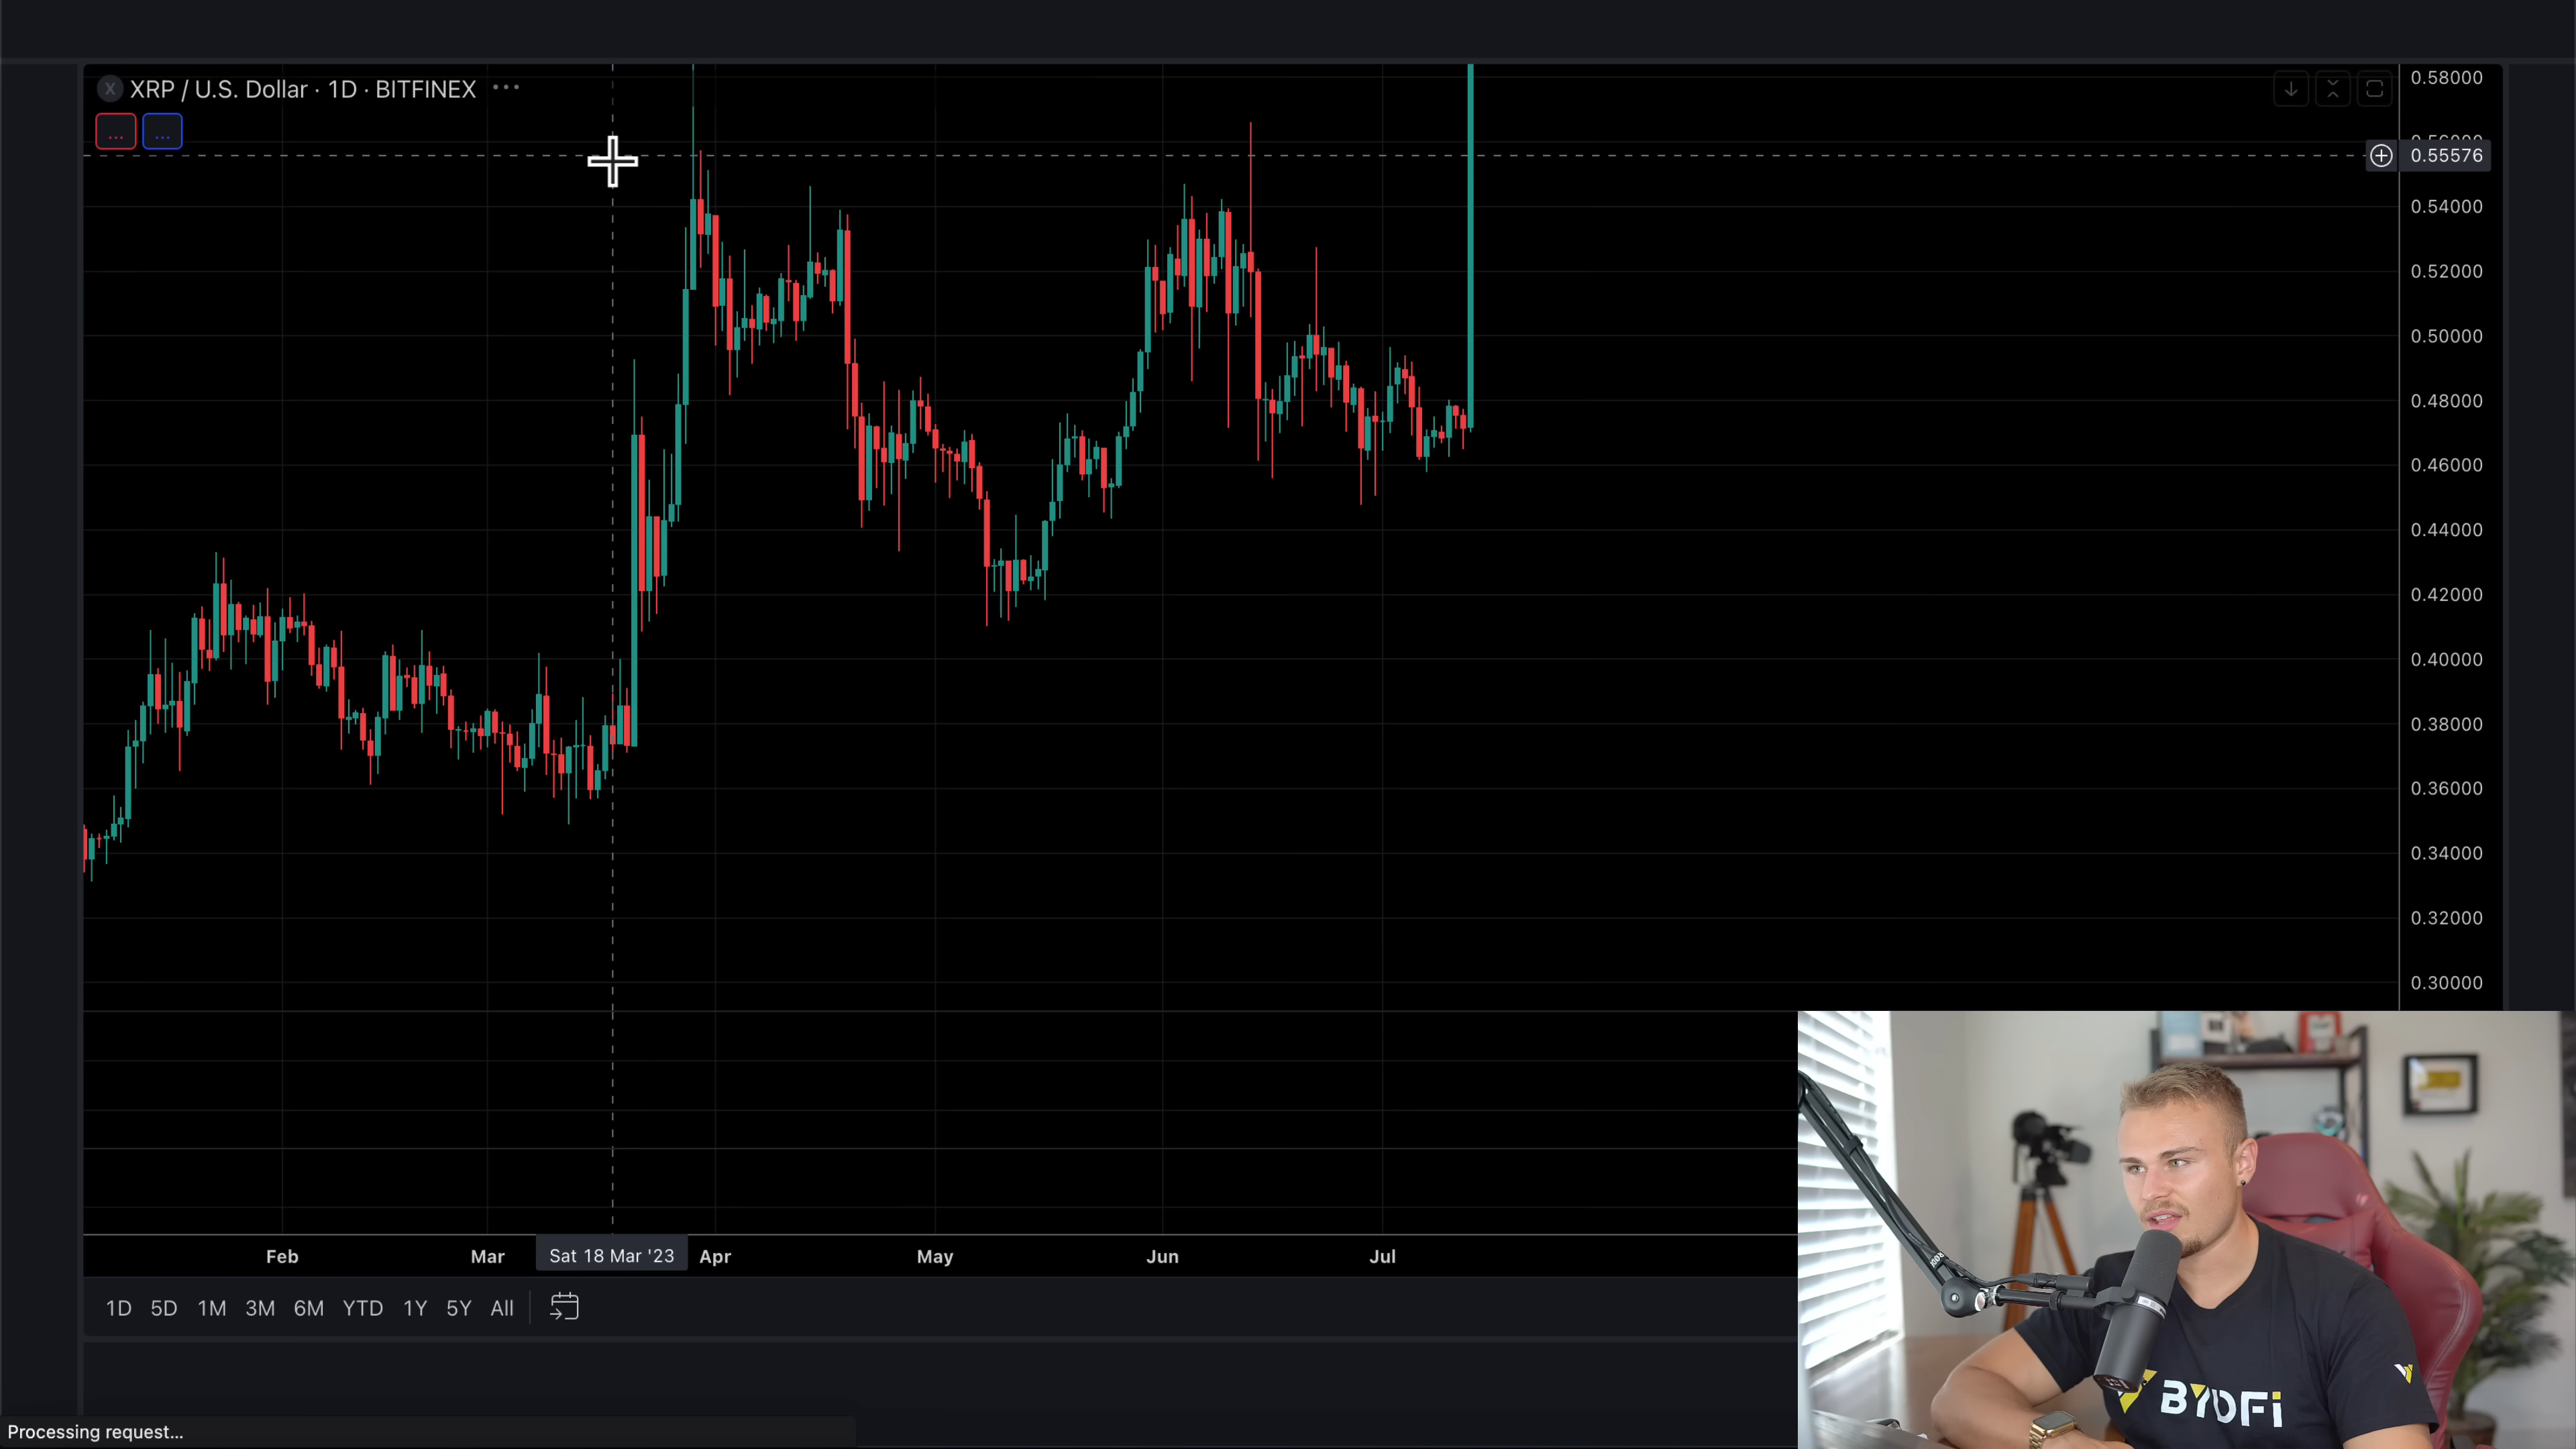 XRP / U.S. Dollar · 1D · BITFINEX ···
... ...
0.58000
0.55576
0.54000
0.52000
0.50000
0.48000
0.46000
0.44000
0.42000
0.40000
0.38000
0.36000
0.34000
0.32000
0.30000
Feb Mar Sat 18 Mar '23 Apr May Jun Jul
1D 5D 1M 3M 6M YTD 1Y 5Y All
RØDE
BYDFi
Processing request...